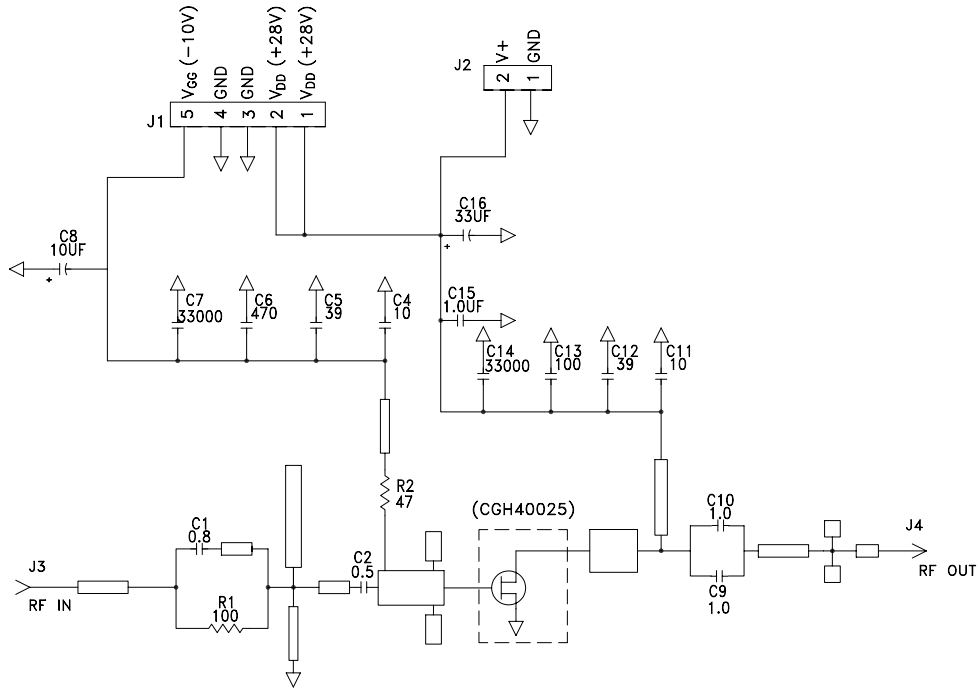 V_GG (-10V)
GND
GND
V_DD (+28V)
V_DD (+28V)
J1
5 4 3 2 1
V+
GND
J2
2 1
C16
33UF
+
C8
10UF
+
C7
33000
C6
470
C5
39
C4
10
C15
1.0UF
C14
33000
C13
100
C12
39
C11
10
R2
47
(CGH40025)
C10
1.0
C9
1.0
J4
RF OUT
C1
0.8
C2
0.5
J3
RF IN
R1
100